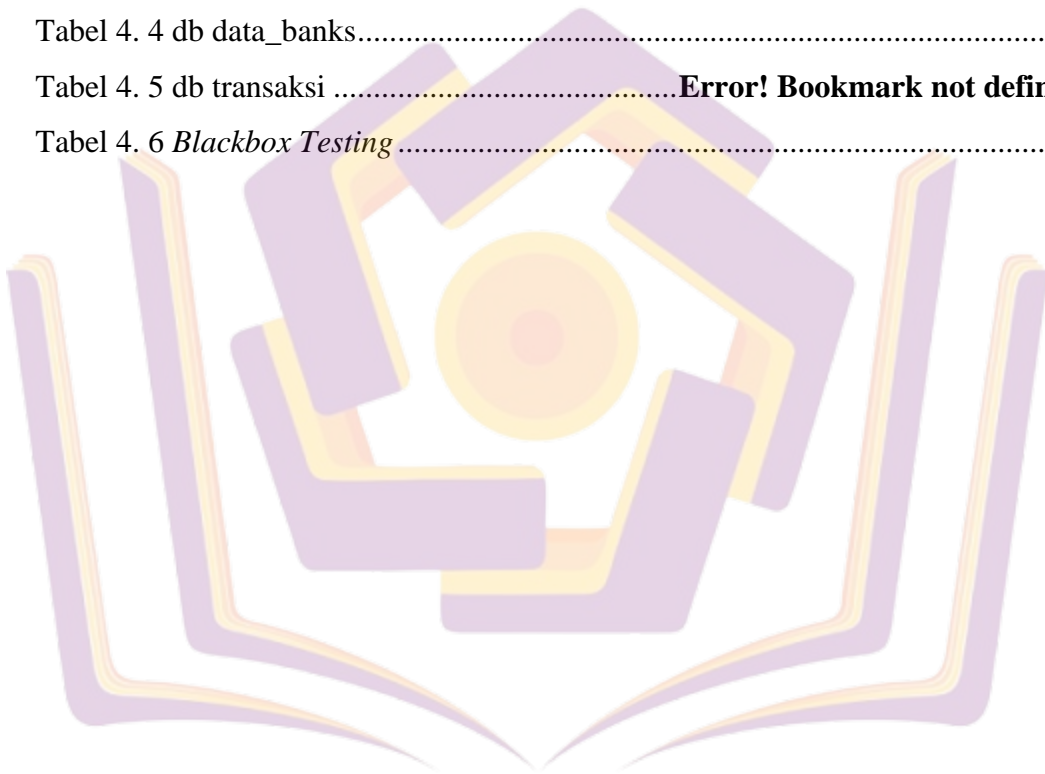 Tabel 4. 4 db data_banks....................................................................................
Tabel 4. 5 db transaksi ..........................................Error! Bookmark not defin
Tabel 4. 6 Blackbox Testing................................................................................